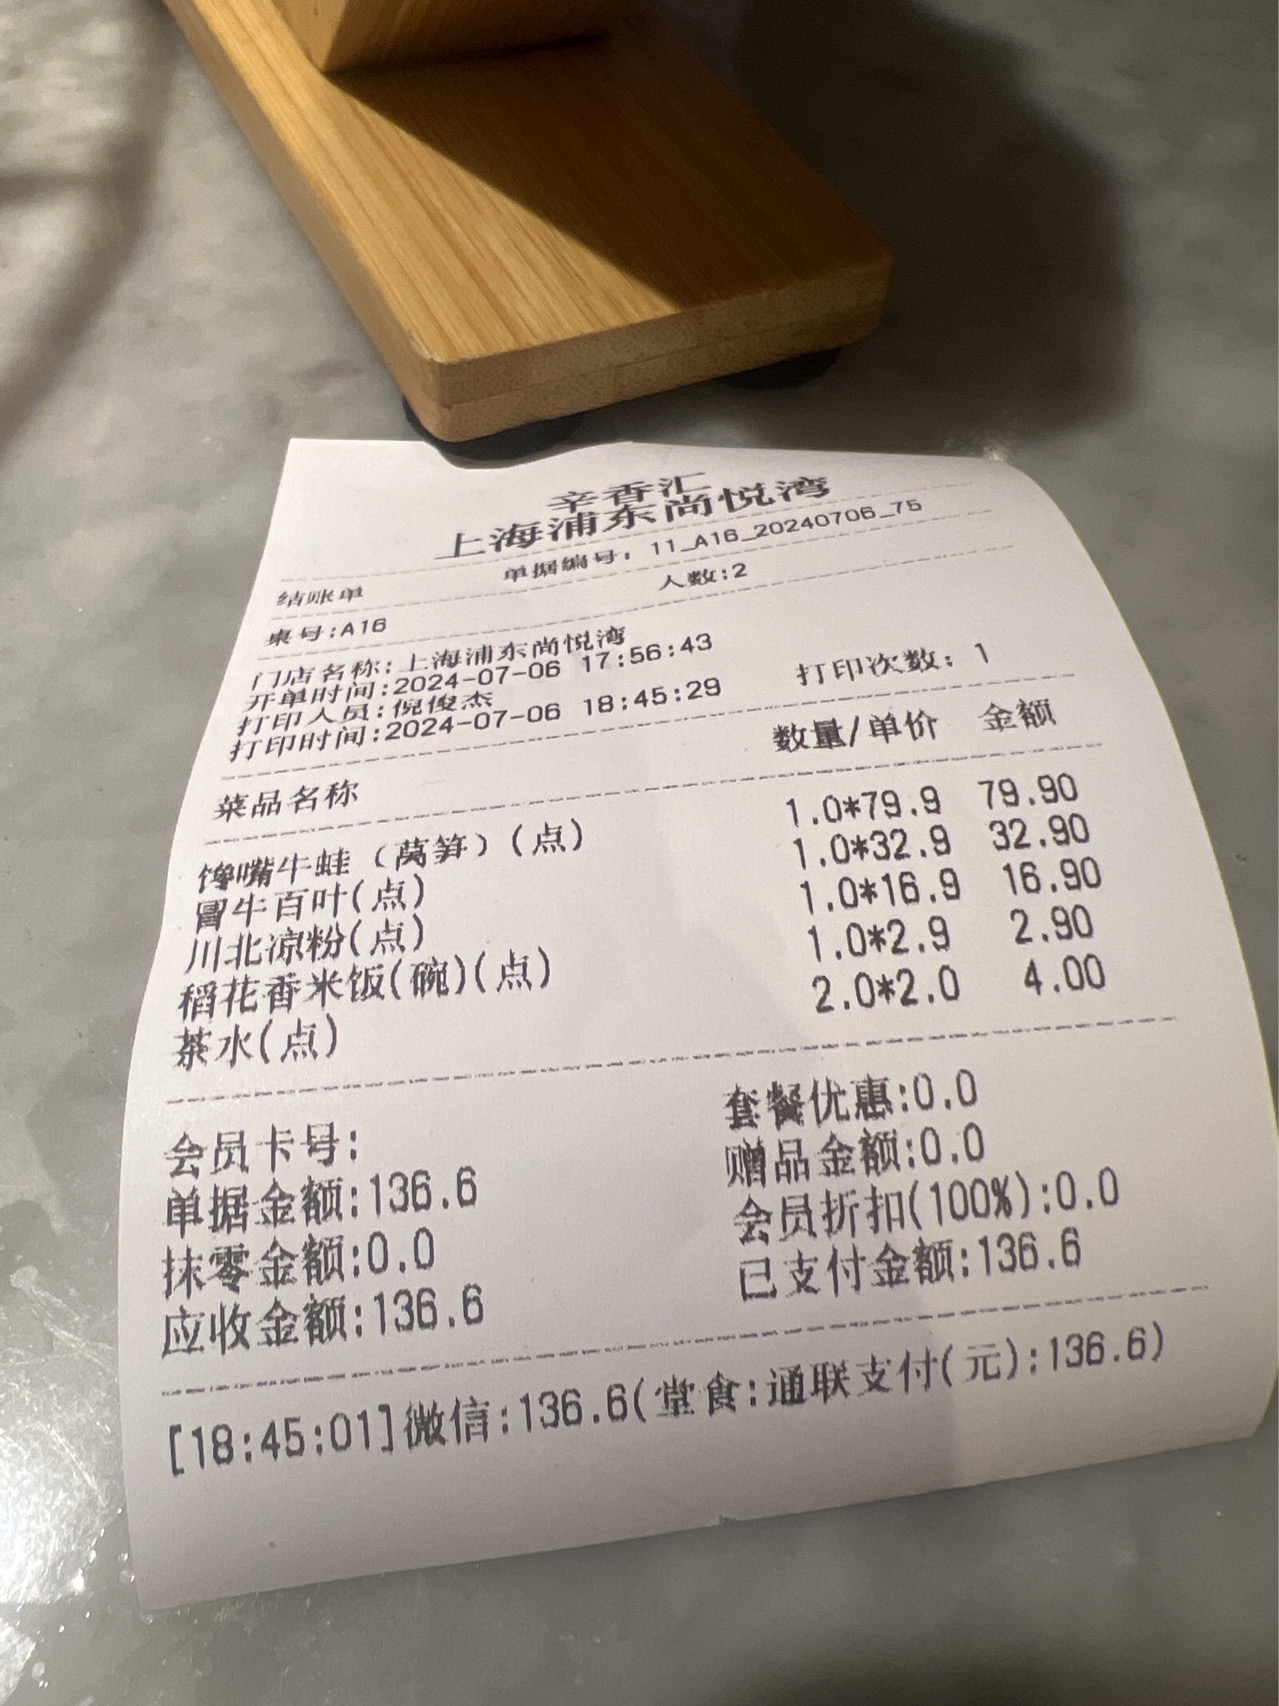 辛香汇
上海浦东尚悦湾
结账单 单据编号: 11_A16_20240706_75
桌号:A16 人数:2
门店名称:上海浦东尚悦湾
开单时间:2024-07-06 17:56:43
打印人员:倪俊杰
打印时间:2024-07-06 18:45:29 打印次数: 1
菜品名称 数量/单价 金额
馋嘴牛蛙（莴笋）(点) 1.0*79.9 79.90
冒牛百叶(点) 1.0*32.9 32.90
川北凉粉(点) 1.0*16.9 16.90
稻花香米饭(碗)(点) 1.0*2.9 2.90
茶水(点) 2.0*2.0 4.00
会员卡号: 套餐优惠:0.0
单据金额:136.6 赠品金额:0.0
抹零金额:0.0 会员折扣(100%):0.0
应收金额:136.6 已支付金额:136.6
[18:45:01]微信:136.6(堂食:通联支付(元):136.6)